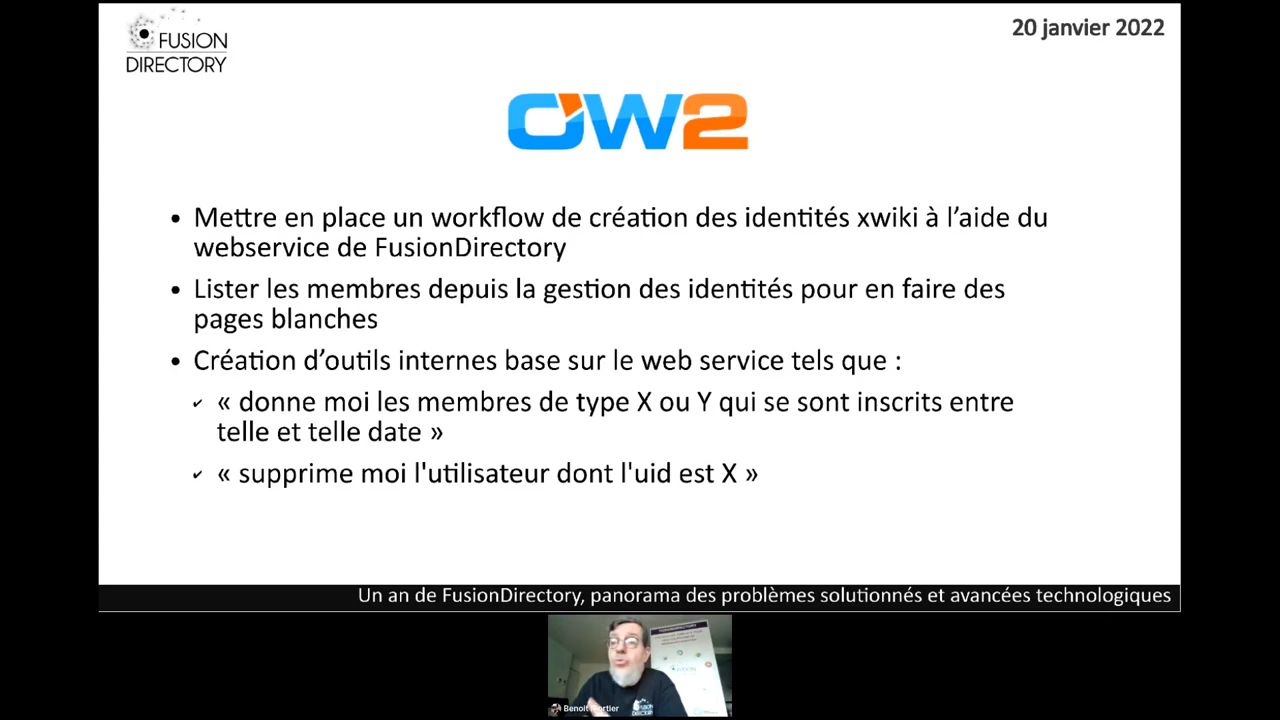 FUSION
DIRECTORY
20 janvier 2022
OW2
• Mettre en place un workflow de création des identités xwiki à l’aide du
webservice de FusionDirectory
• Lister les membres depuis la gestion des identités pour en faire des
pages blanches
• Création d’outils internes base sur le web service tels que :
✔ « donne moi les membres de type X ou Y qui se sont inscrits entre
telle et telle date »
✔ « supprime moi l'utilisateur dont l'uid est X »
Un an de FusionDirectory, panorama des problèmes solutionnés et avancées technologiques
FUSION
FUSION
DIRECTORY
Benoit Mortier